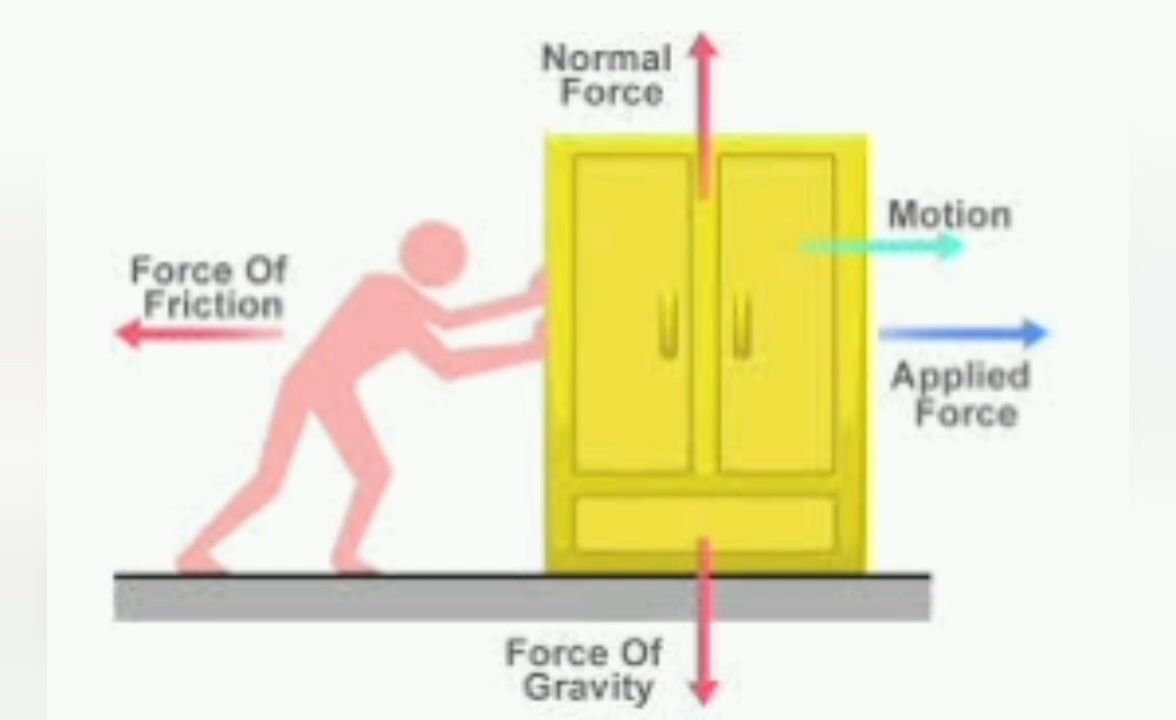 Normal
Force
Motion
Force Of
Friction
Applied
Force
Force Of
Gravity